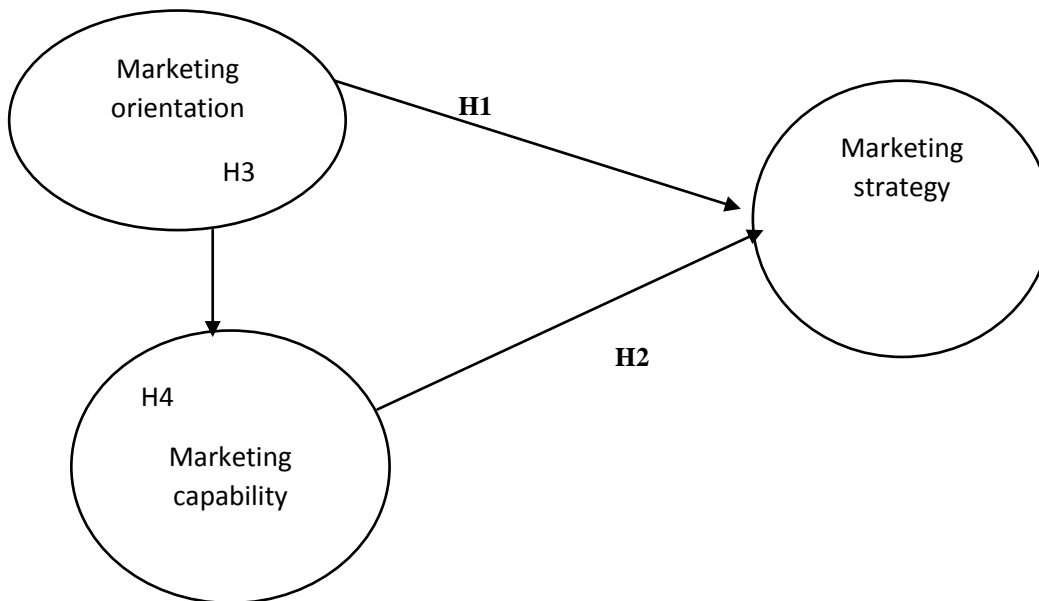 Marketing
orientation
H3
H1
Marketing
strategy
H2
H4
Marketing
capability